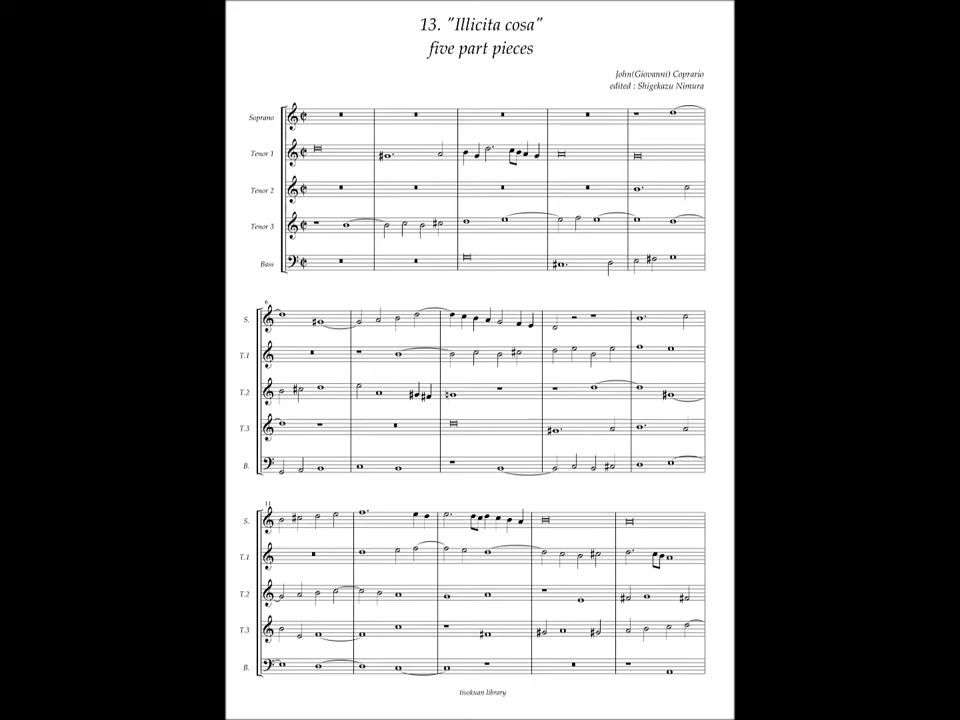 13. "Illicita cosa"
five part pieces
John(Giovanni) Coprario
edited : Shigekazu Nimura
Soprano
Tenor 1
Tenor 2
Tenor 3
Bass
6
S.
T.1
T.2
T.3
B.
11
S.
T.1
T.2
T.3
B.
tisokuan library